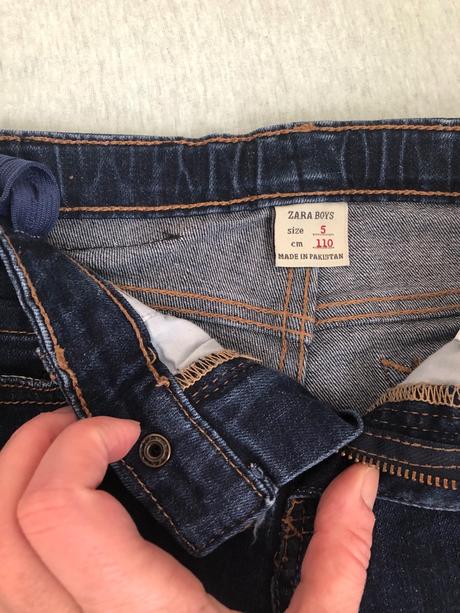 ZARA BOYS
size 5
cm 110
MADE IN PAKISTAN